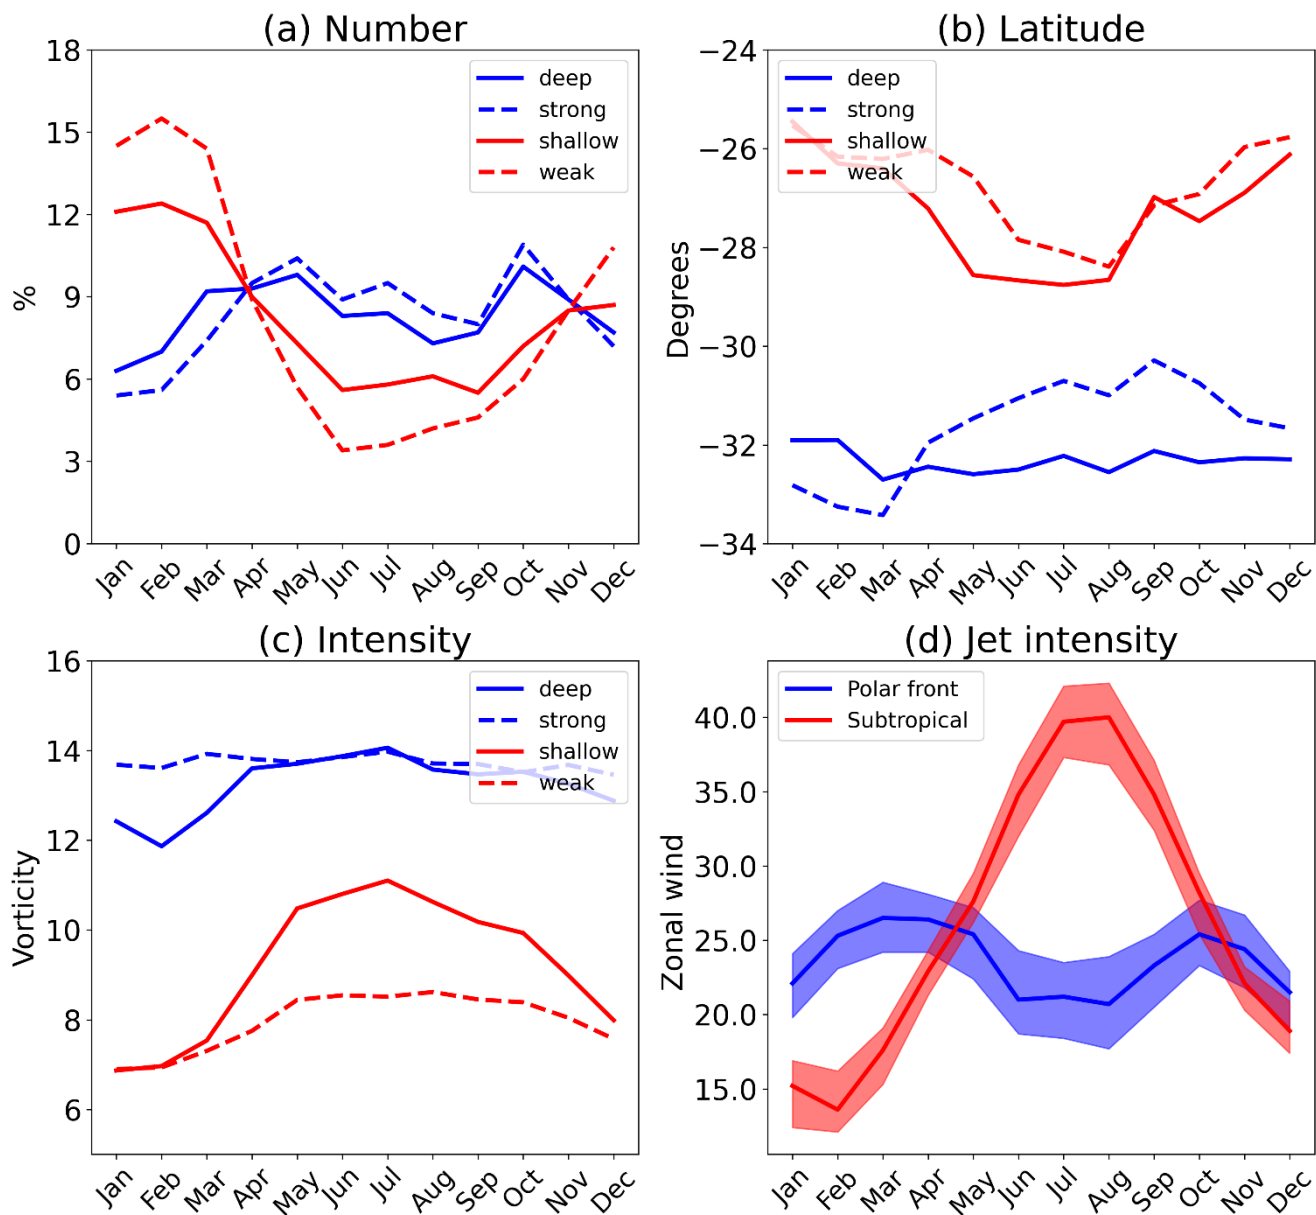 (a) Number
18
15
12
9
6
3
0
%
deep
strong
shallow
weak
Jan
Feb
Mar
Apr
May
Jun
Jul
Aug
Sep
Oct
Nov
Dec
(b) Latitude
−24
−26
−28
−30
−32
−34
Degrees
deep
strong
shallow
weak
Jan
Feb
Mar
Apr
May
Jun
Jul
Aug
Sep
Oct
Nov
Dec
(c) Intensity
16
14
12
10
8
6
Vorticity
deep
strong
shallow
weak
Jan
Feb
Mar
Apr
May
Jun
Jul
Aug
Sep
Oct
Nov
Dec
(d) Jet intensity
40.0
35.0
30.0
25.0
20.0
15.0
Zonal wind
Polar front
Subtropical
Jan
Feb
Mar
Apr
May
Jun
Jul
Aug
Sep
Oct
Nov
Dec